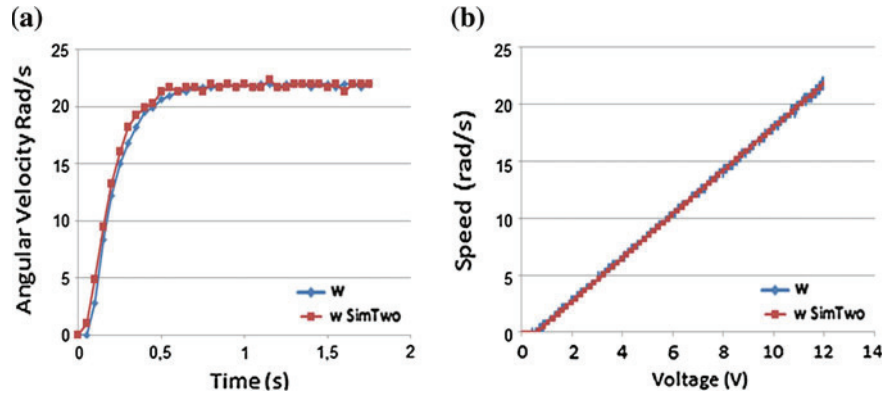 (a)
Angular Velocity Rad/s
25
20
15
10
5
0
0
0,5
1
1,5
2
Time (s)
w
w SimTwo
(b)
Speed (rad/s)
25
20
15
10
5
0
0
2
4
6
8
10
12
14
Voltage (V)
w
w SimTwo